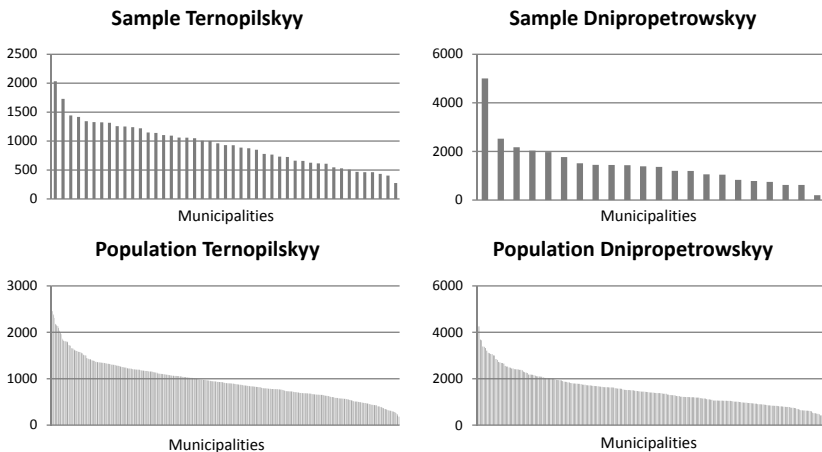 Sample Ternopilskyy
2500
2000
1500
1000
500
0
Municipalities
Sample Dnipropetrowskyy
6000
4000
2000
0
Municipalities
Population Ternopilskyy
3000
2000
1000
0
Municipalities
Population Dnipropetrowskyy
6000
4000
2000
0
Municipalities